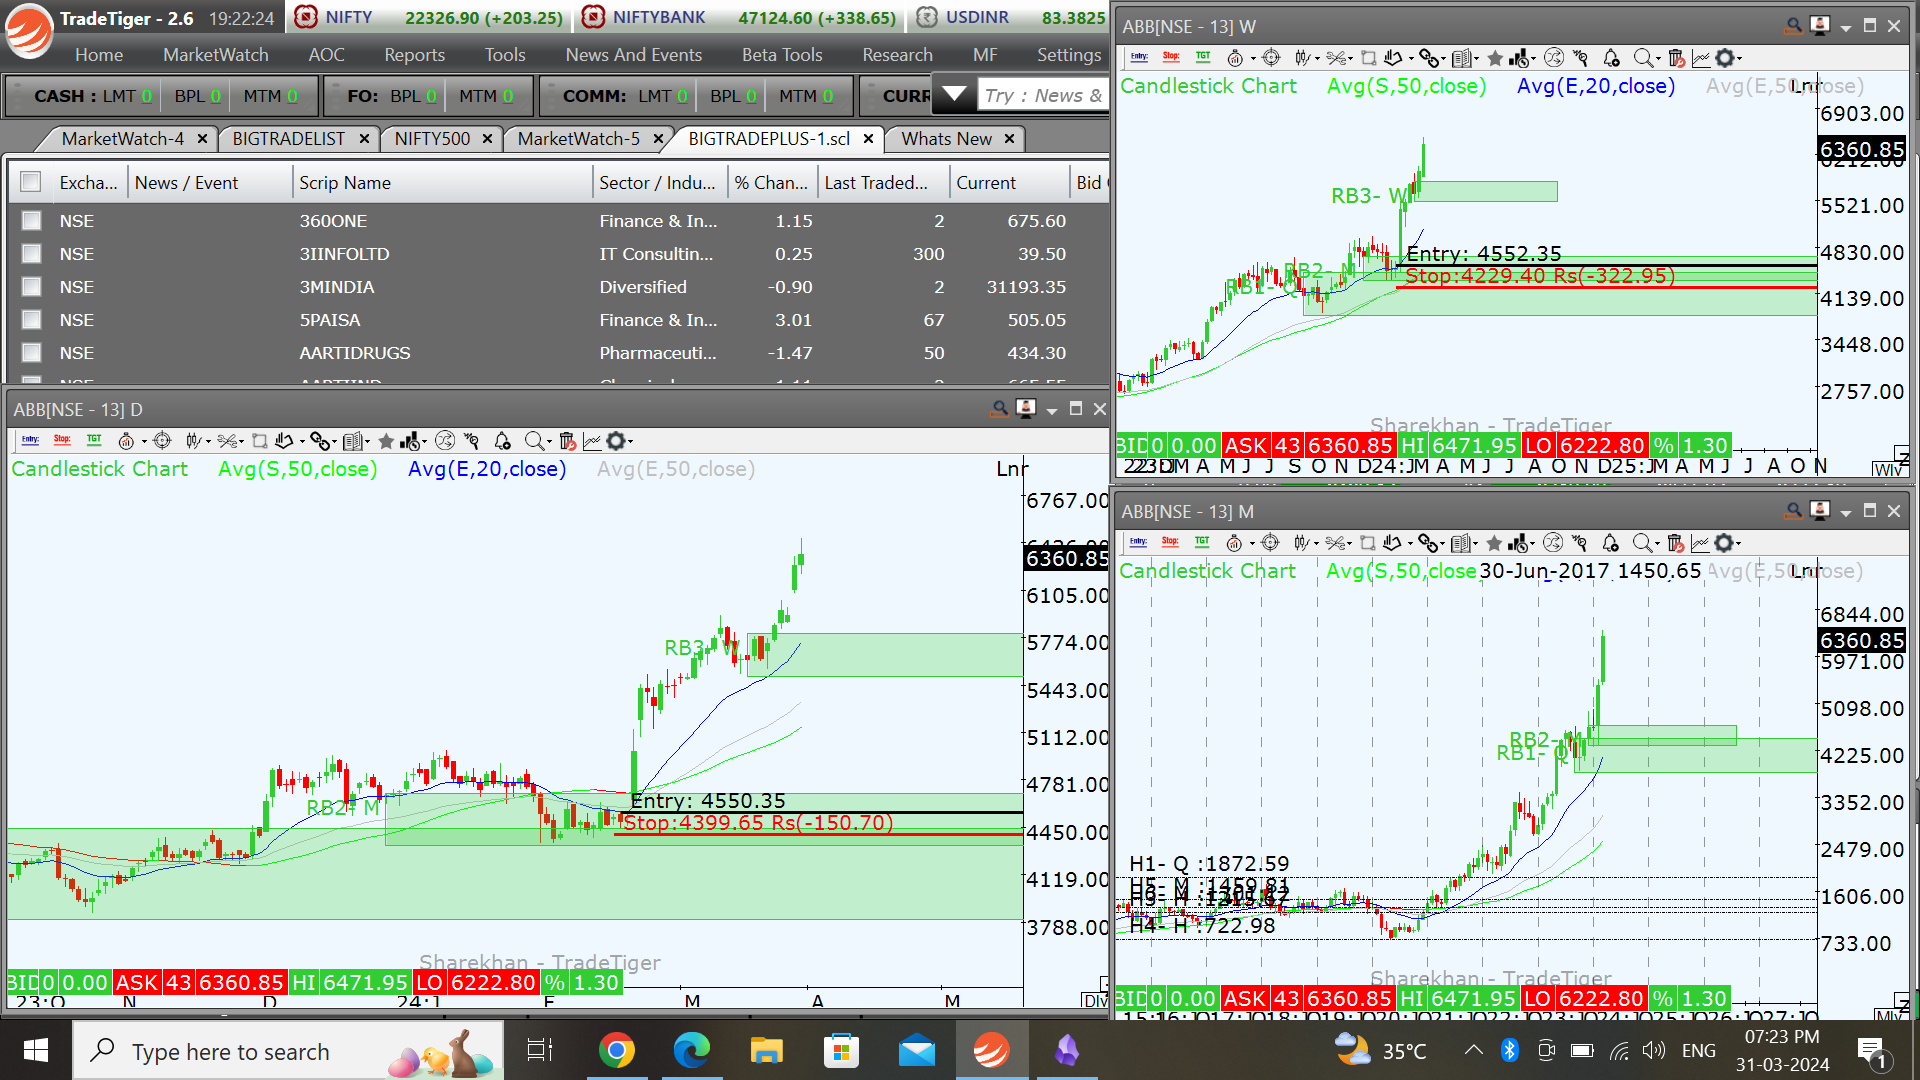 TradeTiger - 2.6 19:22:24
NIFTY 22326.90 (+203.25)
NIFTYBANK 47124.60 (+338.65)
USDINR 83.3825
Home MarketWatch AOC Reports Tools News And Events Beta Tools Research MF Settings
CASH : LMT 0 BPL 0 MTM 0 FO: BPL 0 MTM 0 COMM: LMT 0 BPL 0 MTM 0 CURR Try : News &
MarketWatch-4 BIGTRADELIST NIFTY500 MarketWatch-5 BIGTRADEPLUS-1.scl Whats New
Excha... News / Event Scrip Name Sector / Indu... % Chan... Last Traded... Current Bid
NSE 360ONE Finance & In... 1.15 2 675.60
NSE 3IINFOLTD IT Consultin... 0.25 300 39.50
NSE 3MINDIA Diversified -0.90 2 31193.35
NSE 5PAISA Finance & In... 3.01 67 505.05
NSE AARTIDRUGS Pharmaceuti... -1.47 50 434.30
ABB[NSE - 13] D
Entry: Stop: TGT
Candlestick Chart Avg(S,50,close) Avg(E,20,close) Avg(E,50,close) Lnr
6767.00
6360.85
6105.00
5774.00
5443.00
5112.00
4781.00
4450.00
4119.00
3788.00
RB3- W
RB2- M
Entry: 4550.35
Stop:4399.65 Rs(-150.70)
Sharekhan - TradeTiger
BID 0 0.00 ASK 43 6360.85 HI 6471.95 LO 6222.80 % 1.30
23:O N D 24:J F M A M Dly
ABB[NSE - 13] W
Entry: Stop: TGT
Candlestick Chart Avg(S,50,close) Avg(E,20,close) Avg(E,50,close) Lnr
6903.00
6360.85
6212.00
5521.00
4830.00
4139.00
3448.00
2757.00
RB3- W
RB2- M
RB1- Q
Entry: 4552.35
Stop:4229.40 Rs(-322.95)
Sharekhan - TradeTiger
BID 0 0.00 ASK 43 6360.85 HI 6471.95 LO 6222.80 % 1.30
M A M J J S O N D 24:J M A M J J A O N D 25:J M A M J J A O N Wly
ABB[NSE - 13] M
Entry: Stop: TGT
Candlestick Chart Avg(S,50,close 30-Jun-2017 1450.65 Avg(E,50,close) Lnr
6844.00
6360.85
5971.00
5098.00
4225.00
3352.00
2479.00
1606.00
733.00
RB2- M
RB1- Q
H1- Q :1872.59
H5- M :1459.81
H4- H :722.98
Sharekhan - TradeTiger
BID 0 0.00 ASK 43 6360.85 HI 6471.95 LO 6222.80 % 1.30
Mly
Type here to search
35°C
ENG
07:23 PM
31-03-2024
1